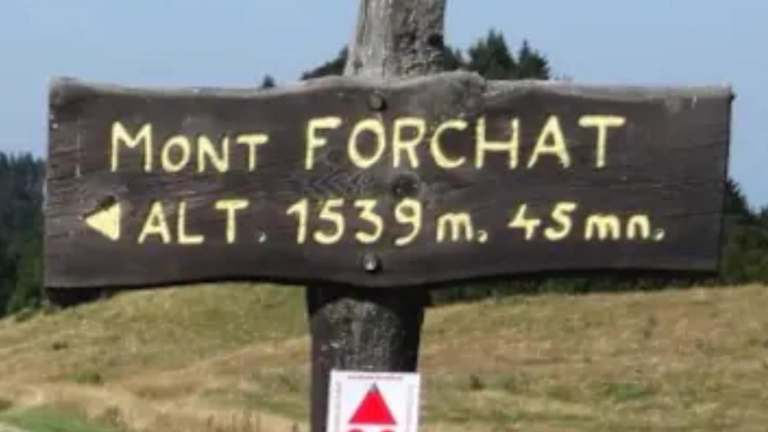 MONT FORCHAT
ALT. 1539 m. 45 mn.